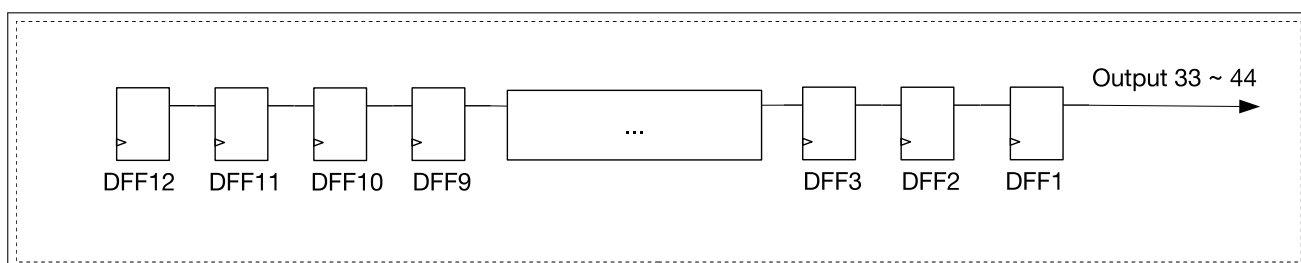 Output 33 ~ 44
...
DFF12 DFF11 DFF10 DFF9 DFF3 DFF2 DFF1